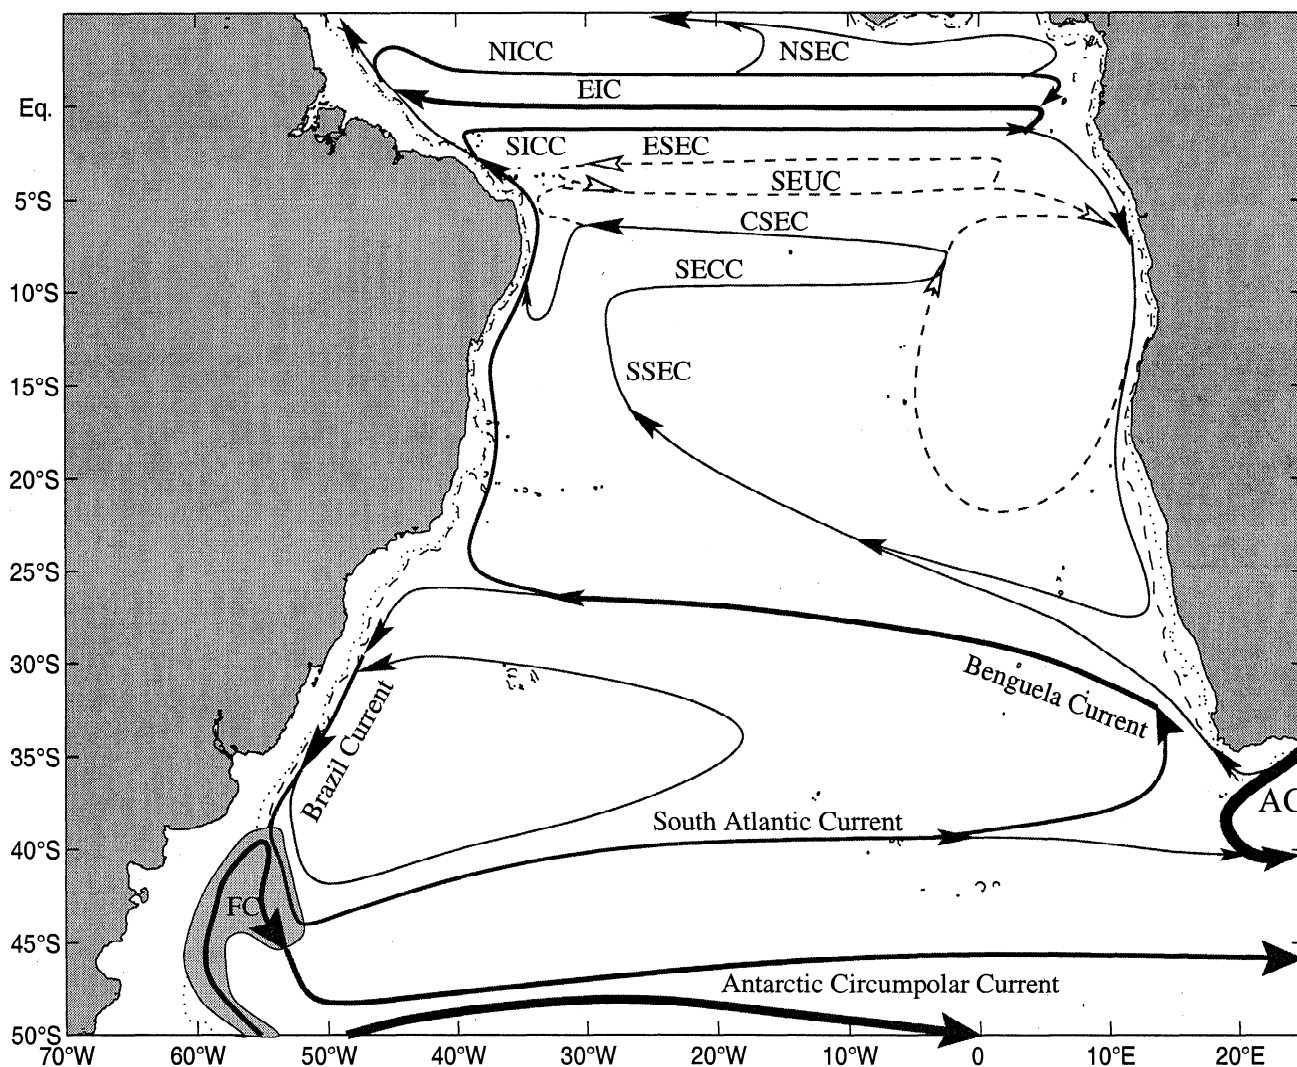 NICC
NSEC
EIC
Eq.
SICC
ESEC
SEUC
5°S
CSEC
SECC
10°S
SSEC
15°S
20°S
25°S
30°S
Benguela Current
Brazil Current
35°S
AC
South Atlantic Current
40°S
FC
45°S
Antarctic Circumpolar Current
50°S
70°W 60°W 50°W 40°W 30°W 20°W 10°W 0 10°E 20°E